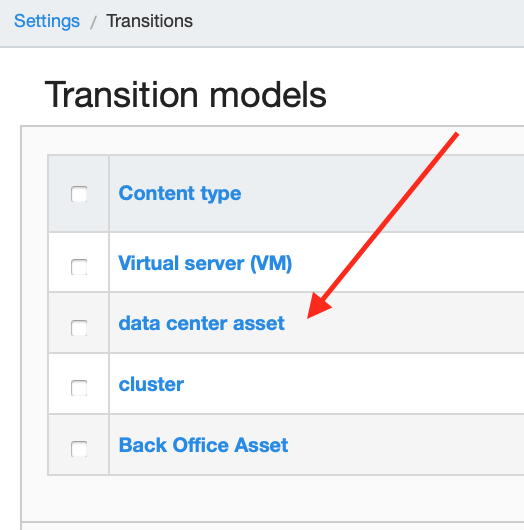 Settings / Transitions
Transition models
Content type
Virtual server (VM)
data center asset
cluster
Back Office Asset